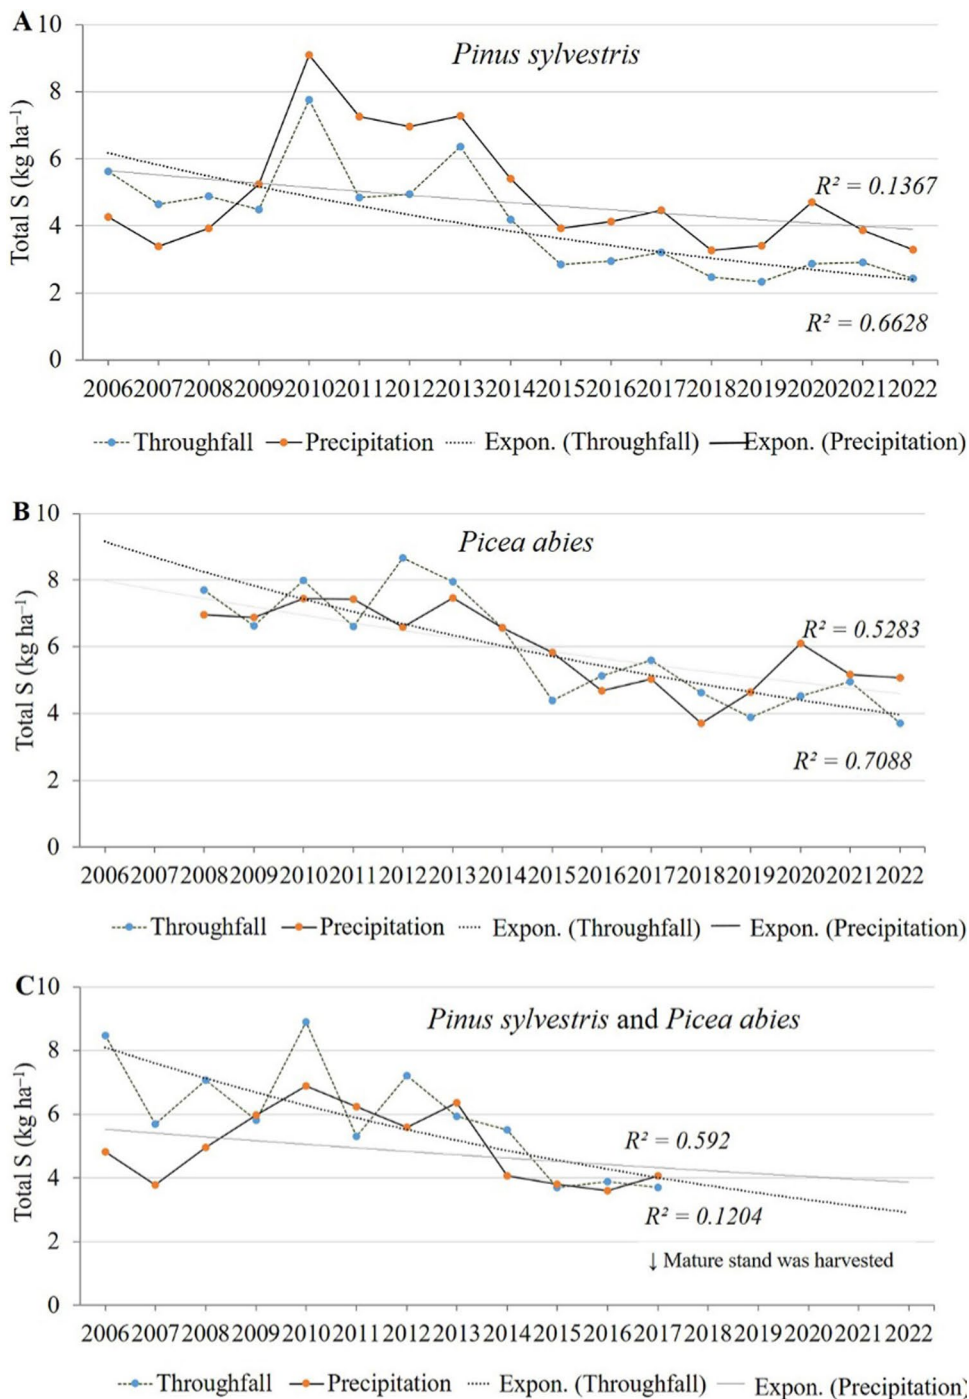 A 10
Pinus sylvestris
8
6
4
2
0
Total S (kg ha⁻¹)
R² = 0.1367
R² = 0.6628
2006 2007 2008 2009 2010 2011 2012 2013 2014 2015 2016 2017 2018 2019 2020 2021 2022
Throughfall Precipitation Expon. (Throughfall) Expon. (Precipitation)
B 10
Picea abies
8
6
4
2
0
Total S (kg ha⁻¹)
R² = 0.5283
R² = 0.7088
2006 2007 2008 2009 2010 2011 2012 2013 2014 2015 2016 2017 2018 2019 2020 2021 2022
Throughfall Precipitation Expon. (Throughfall) Expon. (Precipitation)
C 10
Pinus sylvestris and Picea abies
8
6
4
2
0
Total S (kg ha⁻¹)
R² = 0.592
R² = 0.1204
↓ Mature stand was harvested
2006 2007 2008 2009 2010 2011 2012 2013 2014 2015 2016 2017 2018 2019 2020 2021 2022
Throughfall Precipitation Expon. (Throughfall) Expon. (Precipitation)